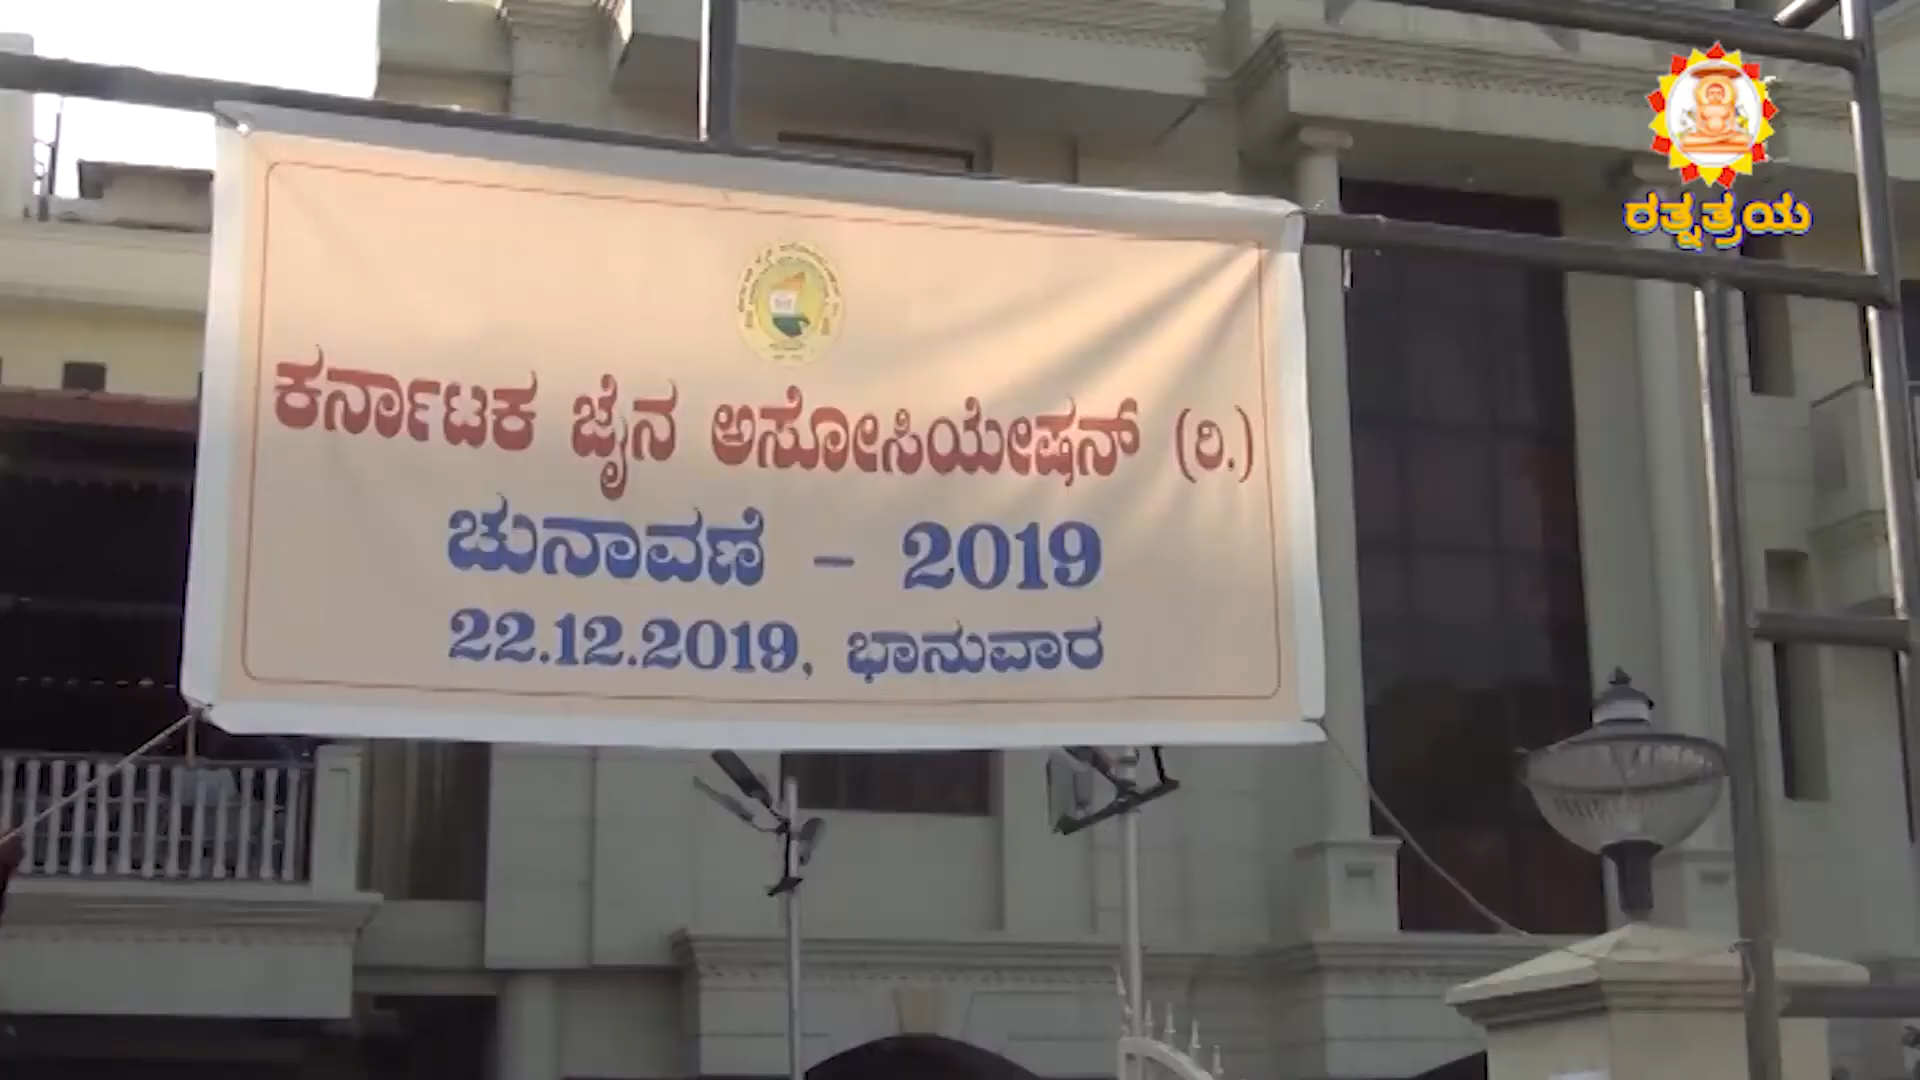 ರತ್ನತ್ರಯ
ಕರ್ನಾಟಕ ಜೈನ ಅಸೋಸಿಯೇಷನ್ (ರಿ.)
ಚುನಾವಣೆ - 2019
22.12.2019, ಭಾನುವಾರ